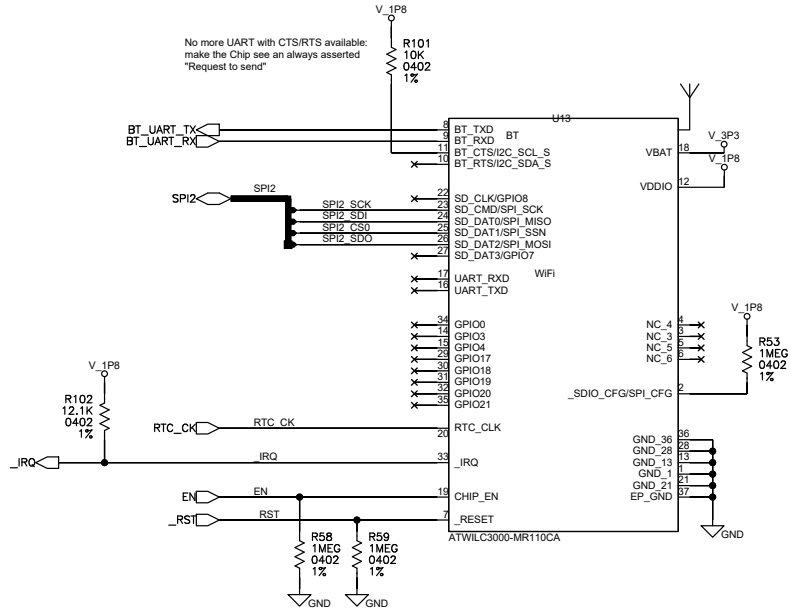 V_1P8
No more UART with CTS/RTS available:
make the Chip see an always asserted
"Request to send"
R101
10K
0402
1%
U13
BT_UART_TX
8
BT_TXD
BT
BT_UART_RX
9
BT_RXD
11
BT_CTS/I2C_SCL_S
10
BT_RTS/I2C_SDA_S
V_3P3
VBAT
18
V_1P8
VDDIO
12
SPI2
SPI2
22
SD_CLK/GPIO8
SPI2_SCK
23
SD_CMD/SPI_SCK
SPI2_SDI
24
SD_DAT0/SPI_MISO
SPI2_CS0
25
SD_DAT1/SPI_SSN
SPI2_SDO
26
SD_DAT2/SPI_MOSI
27
SD_DAT3/GPIO7
WiFi
17
UART_RXD
16
UART_TXD
34
GPIO0
14
GPIO3
15
GPIO4
29
GPIO17
30
GPIO18
31
GPIO19
32
GPIO20
35
GPIO21
NC_4
4
NC_3
3
NC_5
5
NC_6
6
V_1P8
R53
1MEG
0402
1%
_SDIO_CFG/SPI_CFG
2
V_1P8
R102
12.1K
0402
1%
RTC_CK
RTC_CK
20
RTC_CLK
_IRQ
_IRQ
33
_IRQ
GND_36
36
GND_28
28
GND_13
13
GND_1
1
GND_21
21
EP_GND
37
GND
EN
EN
19
CHIP_EN
_RST
RST
7
_RESET
ATWILC3000-MR110CA
R58
1MEG
0402
1%
GND
R59
1MEG
0402
1%
GND